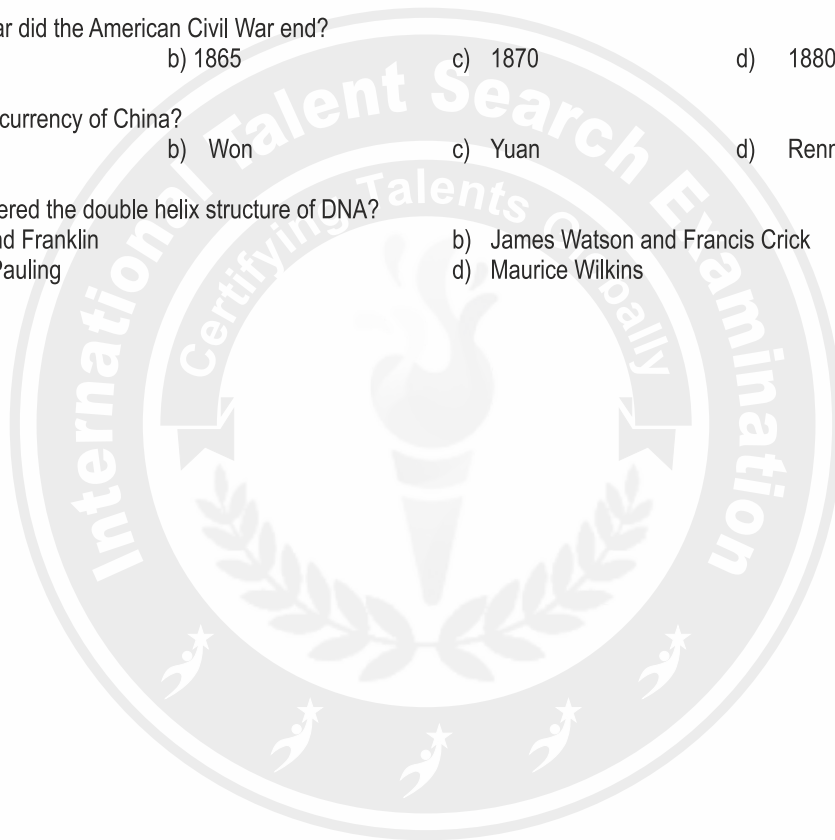 ar did the American Civil War end?
b) 1865 c) 1870 d) 1880
currency of China?
b) Won c) Yuan d) Renr
ered the double helix structure of DNA?
nd Franklin b) James Watson and Francis Crick
Pauling d) Maurice Wilkins
International Talent Search Examination
Certifying Talents Globally